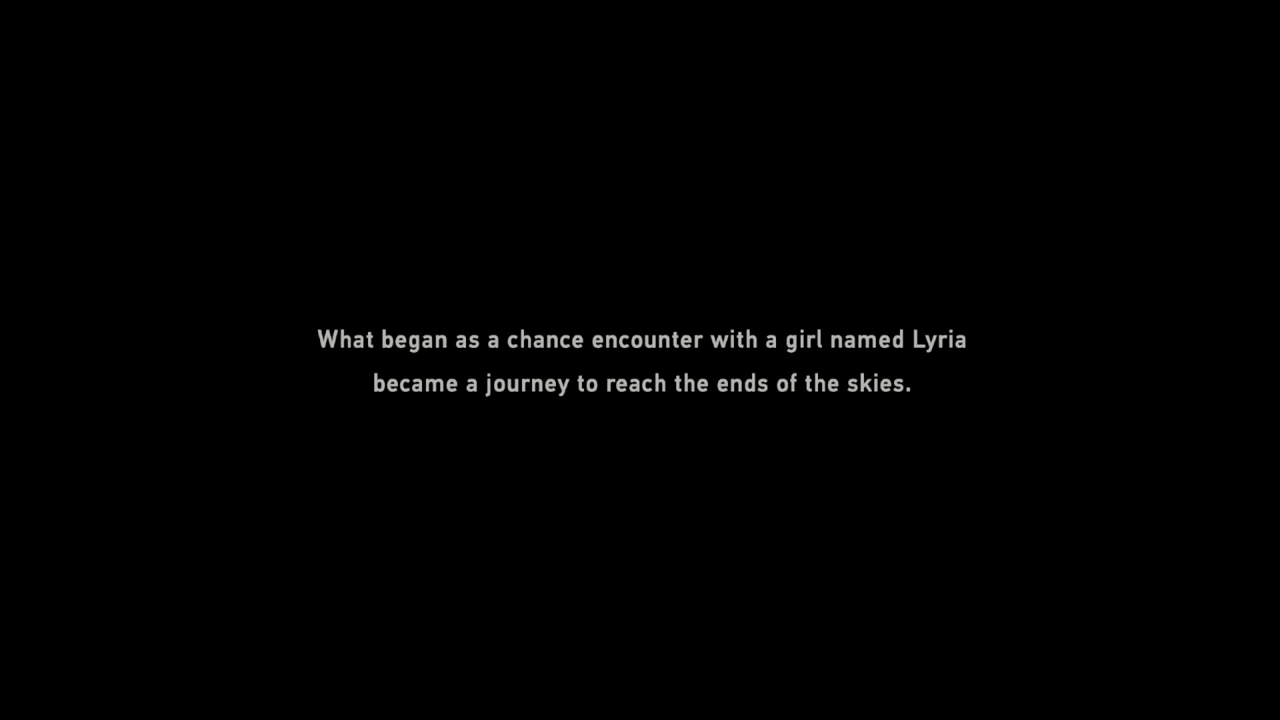 What began as a chance encounter with a girl named Lyria
became a journey to reach the ends of the skies.